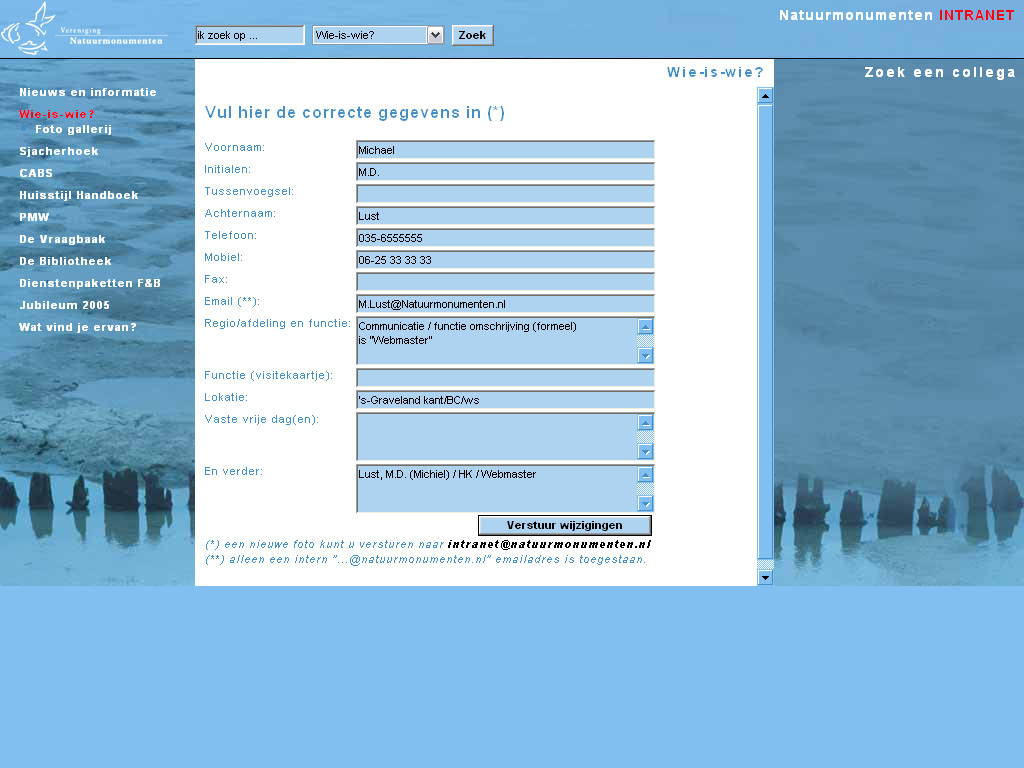 Natuurmonumenten INTRANET
Vereniging
Natuurmonumenten
ik zoek op ...
Wie-is-wie?
Zoek
Wie-is-wie?
Zoek een collega
Nieuws en informatie
Wie-is-wie?
Foto gallerij
Sjacherhoek
CABS
Huisstijl Handboek
PMW
De Vraagbaak
De Bibliotheek
Dienstenpaketten F&B
Jubileum 2005
Wat vind je ervan?
Vul hier de correcte gegevens in (*)
Voornaam: Michael
Initialen: M.D.
Tussenvoegsel:
Achternaam: Lust
Telefoon: 035-6555555
Mobiel: 06-25 33 33 33
Fax:
Email (**): M.Lust@Natuurmonumenten.nl
Regio/afdeling en functie: Communicatie / functie omschrijving (formeel)
is "Webmaster"
Functie (visitekaartje):
Lokatie: 's-Graveland kant/BC/ws
Vaste vrije dag(en):
En verder: Lust, M.D. (Michiel) / HK / Webmaster
Verstuur wijzigingen
(*) een nieuwe foto kunt u versturen naar intranet@natuurmonumenten.nl
(**) alleen een intern "...@natuurmonumenten.nl" emailadres is toegestaan.